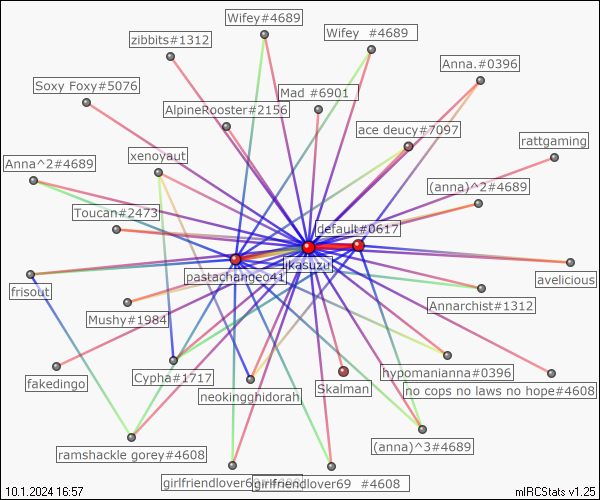 Wifey#4689
Wifey  #4689
zibbits#1312
Anna.#0396
Soxy Foxy#5076
Mad #6901
AlpineRooster#2156
ace deucy#7097
rattgaming
xenoyaut
Anna^2#4689
(anna)^2#4689
Toucan#2473
default#0617
ikasuzu
pastachangeo41
avelicious
frisout
Annarchist#1312
Mushy#1984
hypomanianna#0396
fakedingo
Cypha#1717
Skalman
no cops no laws no hope#4608
neokingghidorah
(anna)^3#4689
ramshackle gorey#4608
girlfriendlover69
girlfriendlover69  #4608
10.1.2024 16:57
mIRCStats v1.25